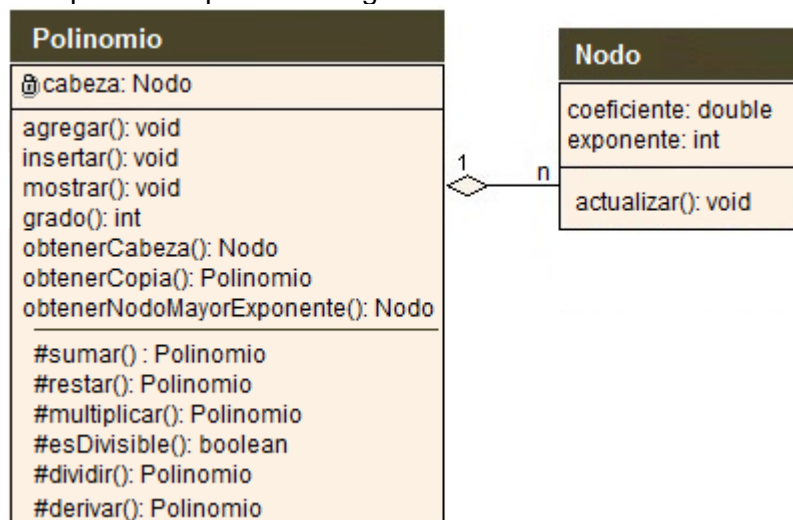 Polinomio
cabeza: Nodo
agregar(): void
insertar(): void
mostrar(): void
grado(): int
obtenerCabeza(): Nodo
obtenerCopia(): Polinomio
obtenerNodoMayorExponente(): Nodo
#sumar() : Polinomio
#restar(): Polinomio
#multiplicar(): Polinomio
#esDivisible(): boolean
#dividir(): Polinomio
#derivar(): Polinomio
1
n
Nodo
coeficiente: double
exponente: int
actualizar(): void